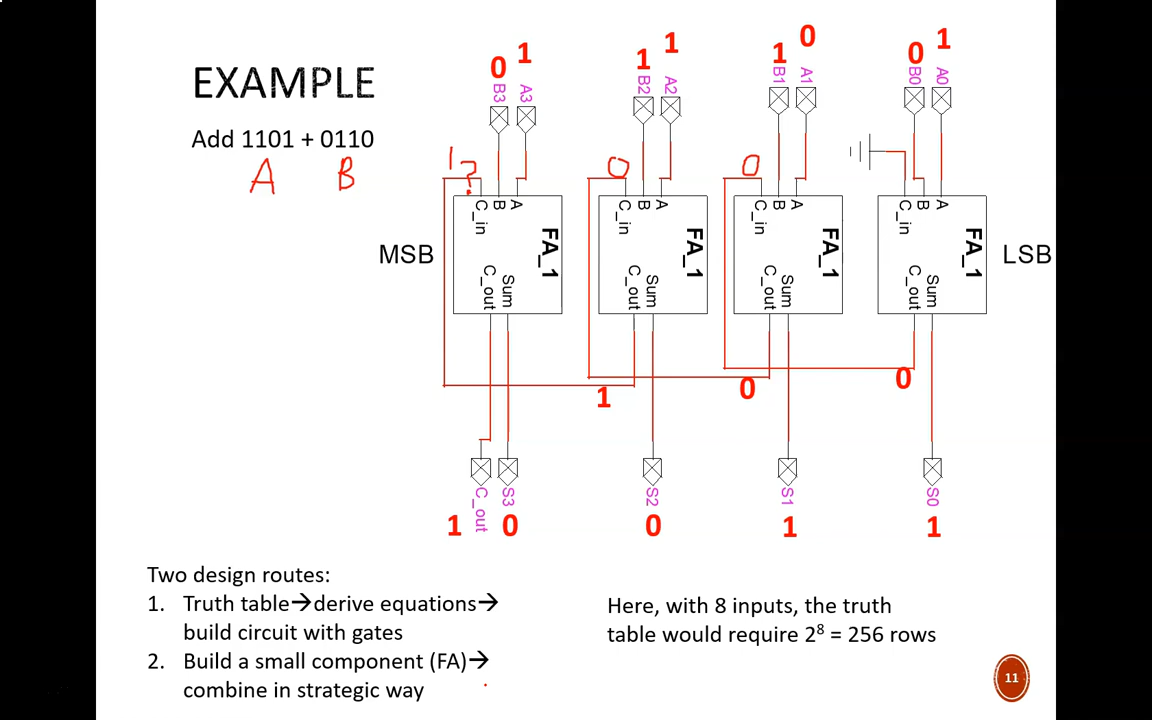 EXAMPLE
Add 1101 + 0110
A B
0 1 1 1 1 0 0 1
B3 A3 B2 A2 B1 A1 B0 A0
1? 0 0
C_in B A C_in B A C_in B A C_in B A
MSB FA_1 FA_1 FA_1 FA_1 LSB
C_out Sum C_out Sum C_out Sum C_out Sum
1 0 0
C_out S3 S2 S1 S0
1 0 0 1 1
Two design routes:
1. Truth table→derive equations→
build circuit with gates
2. Build a small component (FA)→
combine in strategic way
Here, with 8 inputs, the truth
table would require 2⁸ = 256 rows
11